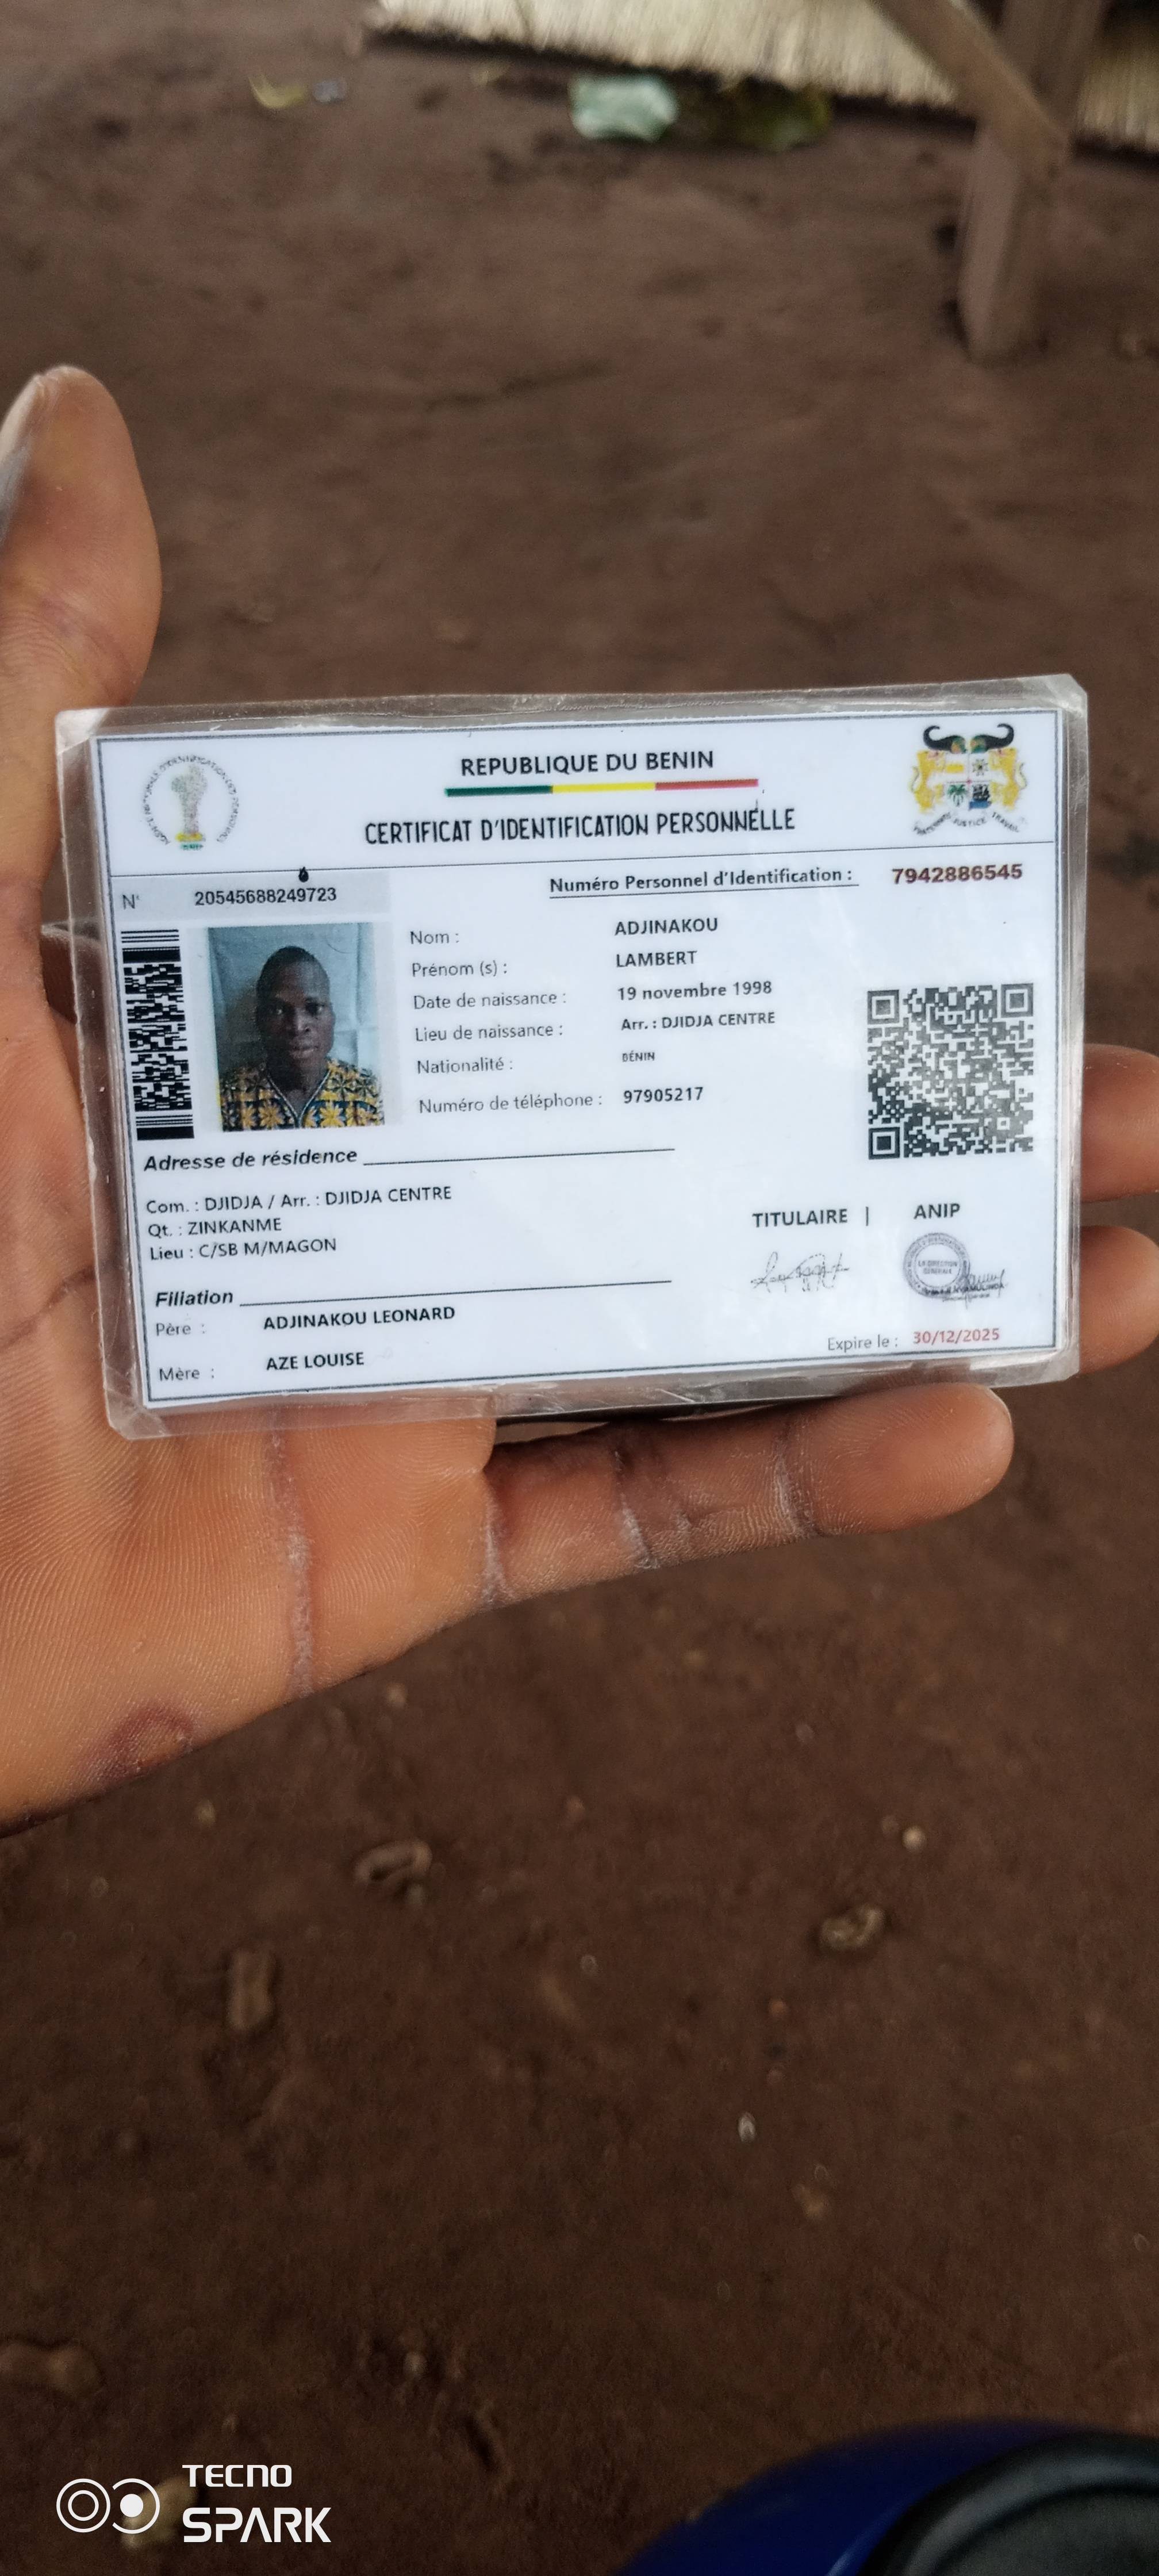 REPUBLIQUE DU BENIN
CERTIFICAT D'IDENTIFICATION PERSONNELLE
N° 20545688249723
Numéro Personnel d'Identification : 7942886545
Nom : ADJINAKOU
Prénom (s) : LAMBERT
Date de naissance : 19 novembre 1998
Lieu de naissance : Arr. : DJIDJA CENTRE
Nationalité : BÉNIN
Numéro de téléphone : 97905217
Adresse de résidence
Com. : DJIDJA / Arr. : DJIDJA CENTRE
Qt. : ZINKANME
Lieu : C/SB M/MAGON
TITULAIRE | ANIP
LA DIRECTION GENERALE
Filiation
Père : ADJINAKOU LEONARD
Mère : AZE LOUISE
Expire le : 30/12/2025
TECNO
SPARK